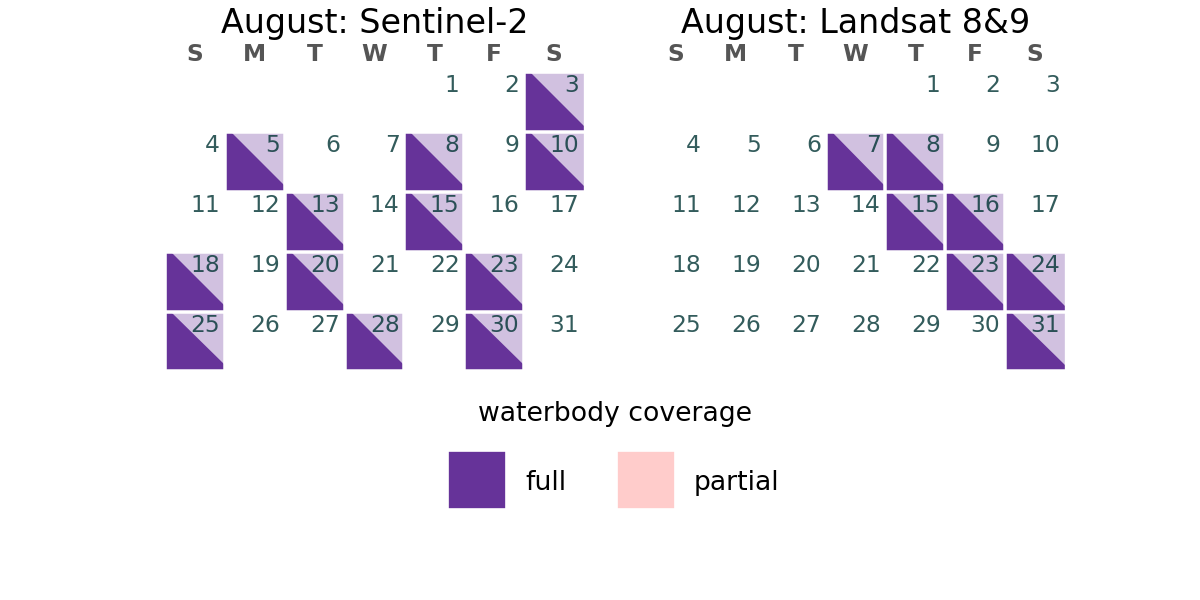 August: Sentinel-2
S M T W T F S
1 2 3
4 5 6 7 8 9 10
11 12 13 14 15 16 17
18 19 20 21 22 23 24
25 26 27 28 29 30 31
August: Landsat 8&9
S M T W T F S
1 2 3
4 5 6 7 8 9 10
11 12 13 14 15 16 17
18 19 20 21 22 23 24
25 26 27 28 29 30 31
waterbody coverage
full
partial